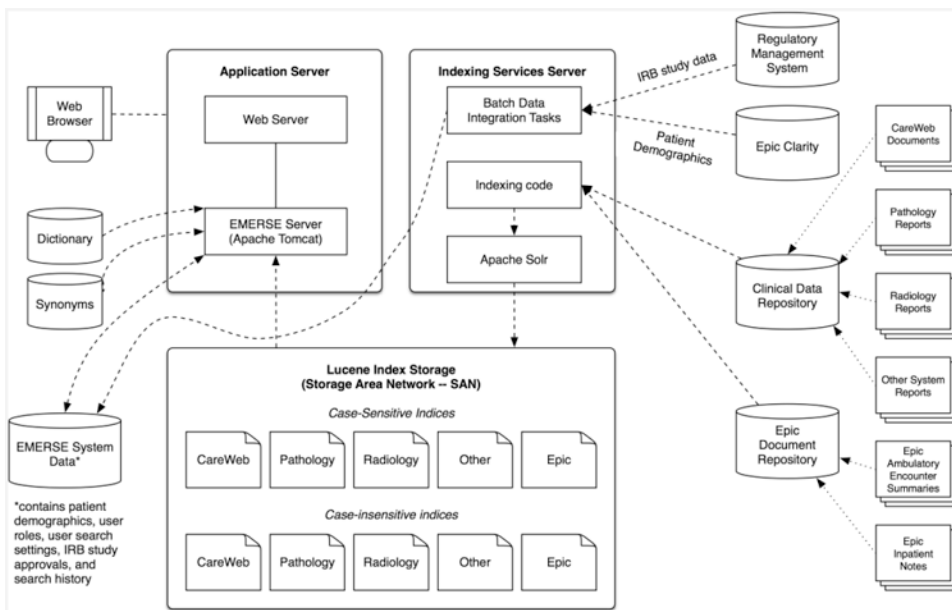 Application Server
Web Server
EMERSE Server
(Apache Tomcat)
Indexing Services Server
Batch Data
Integration Tasks
Indexing code
Apache Solr
IRB study data
Patient
Demographics
Regulatory
Management
System
Epic Clarity
Clinical Data
Repository
Epic
Document
Repository
CareWeb
Documents
Pathology
Reports
Radiology
Reports
Other System
Reports
Epic
Ambulatory
Encounter
Summaries
Epic
Inpatient
Notes
Web
Browser
Dictionary
Synonyms
EMERSE System
Data*
*contains patient
demographics, user
roles, user search
settings, IRB study
approvals, and
search history
Lucene Index Storage
(Storage Area Network -- SAN)
Case-Sensitive Indices
CareWeb
Pathology
Radiology
Other
Epic
Case-insensitive indices
CareWeb
Pathology
Radiology
Other
Epic